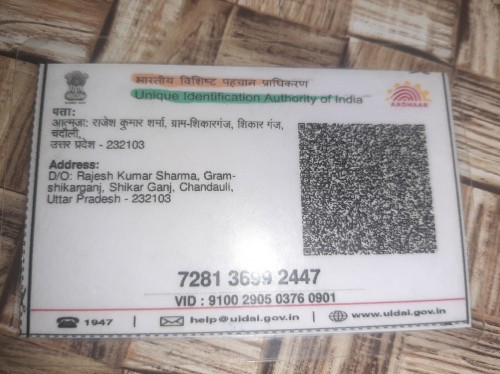 भारतीय विशिष्ट पहचान प्राधिकरण
Unique Identification Authority of India
AADHAAR
पता:
आत्मजा: राजेश कुमार शर्मा, ग्राम-शिकारगंज, शिकार गंज,
चंदौली,
उत्तर प्रदेश - 232103
Address:
D/O: Rajesh Kumar Sharma, Gram-
shikarganj, Shikar Ganj, Chandauli,
Uttar Pradesh - 232103
7281 3699 2447
VID : 9100 2905 0376 0901
1947 | help@uidai.gov.in | www.uidai.gov.in